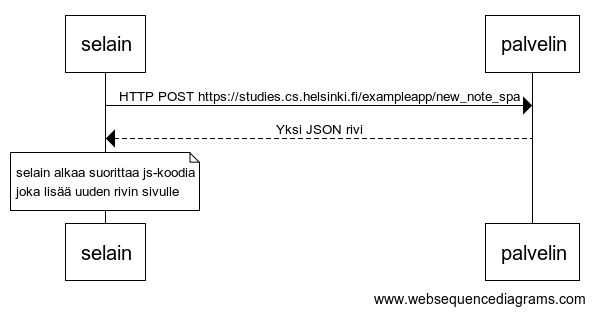 selain
palvelin
HTTP POST https://studies.cs.helsinki.fi/exampleapp/new_note_spa
Yksi JSON rivi
selain alkaa suorittaa js-koodia
joka lisää uuden rivin sivulle
selain
palvelin
www.websequencediagrams.com